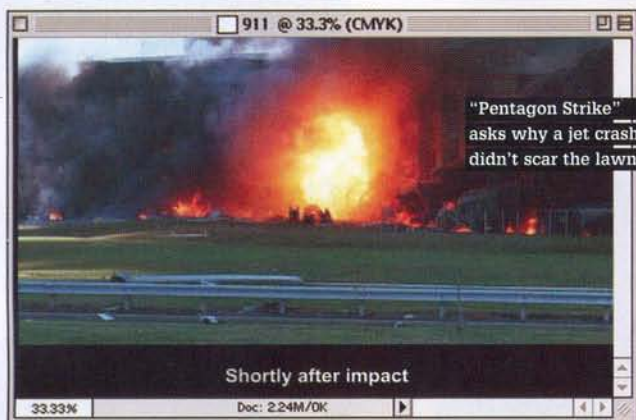 911 @ 33.3% (CMYK)
"Pentagon Strike"
asks why a jet crash
didn't scar the lawn
Shortly after impact
33.33%
Doc: 2.24M/0K